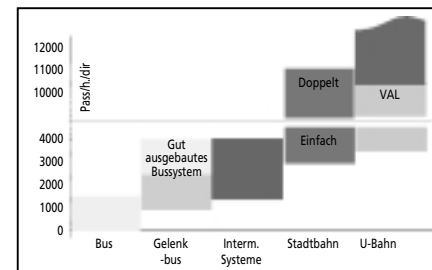 12000
11000
10000
4000
3000
2000
1000
0
Pass/h./dir
Doppelt
VAL
Gut
ausgebautes
Bussystem
Einfach
Bus
Gelenk
-bus
Interm.
Systeme
Stadtbahn
U-Bahn